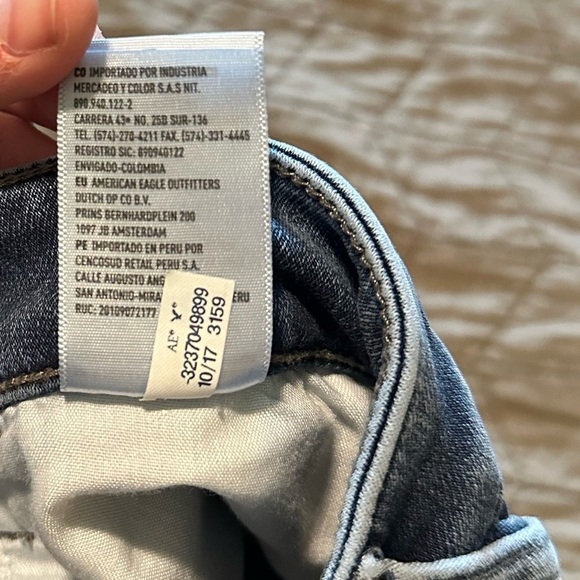 CO IMPORTADO POR INDUSTRIA
MERCADEO Y COLOR S.A.S NIT.
890.940.122-2
CARRERA 43ª NO. 25B SUR-136
TEL. (574)-270-4211 FAX. (574)-331-4445
REGISTRO SIC: 890940122
ENVIGADO-COLOMBIA
EU AMERICAN EAGLE OUTFITTERS
DUTCH OP CO B.V.
PRINS BERNHARDPLEIN 200
1097 JB AMSTERDAM
PE IMPORTADO EN PERU POR
CENCOSUD RETAIL PERU S.A.
CALLE AUGUSTO
SAN ANTONIO-
RUC: 20109072177
AE*
-3237049899
10/17 3159